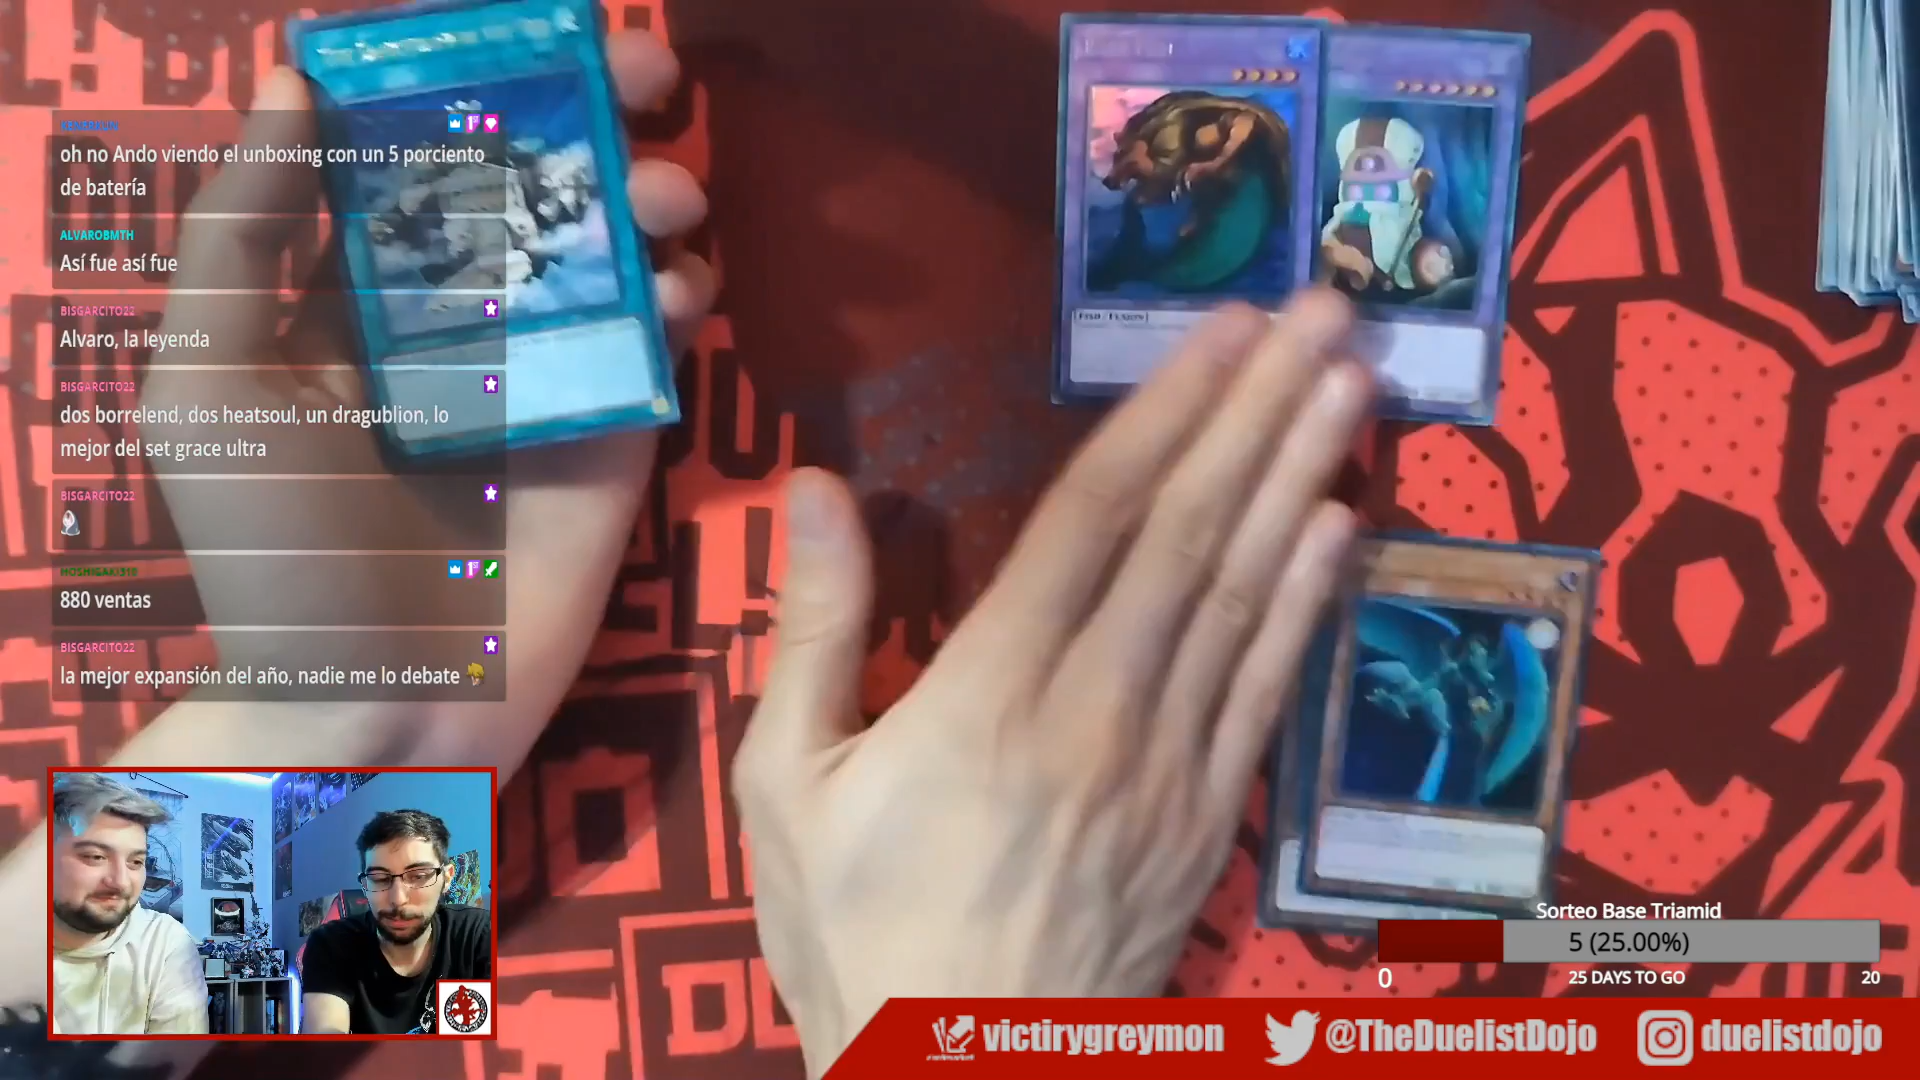 oh no Ando viendo el unboxing con un 5 porciento
de batería
ALVAROBMTH
Así fue así fue
BISGARCITO22
Alvaro, la leyenda
BISGARCITO22
dos borrelend, dos heatsoul, un dragublion, lo
mejor del set grace ultra
BISGARCITO22
HOSHIGAKI310
880 ventas
BISGARCITO22
la mejor expansión del año, nadie me lo debate
Sorteo Base Triamid
5 (25.00%)
0
25 DAYS TO GO
20
victirygreymon
@TheDuelistDojo
duelistdojo